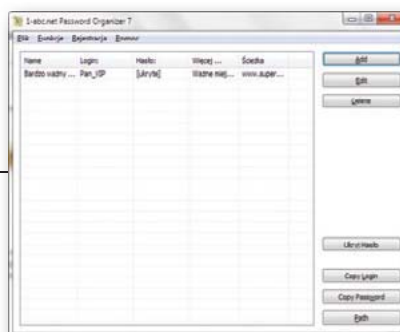 1-abc.net Password Organizer 7
Plik Funkcje Rejestracja Pomoc
Name Login: Hasło: Więcej ... Ścieżka
Bardzo ważny ... Pan_VIP [ukryte] Ważne miej... www.super...
Add
Edit
Delete
Ukryj Hasło
Copy Login
Copy Password
Path